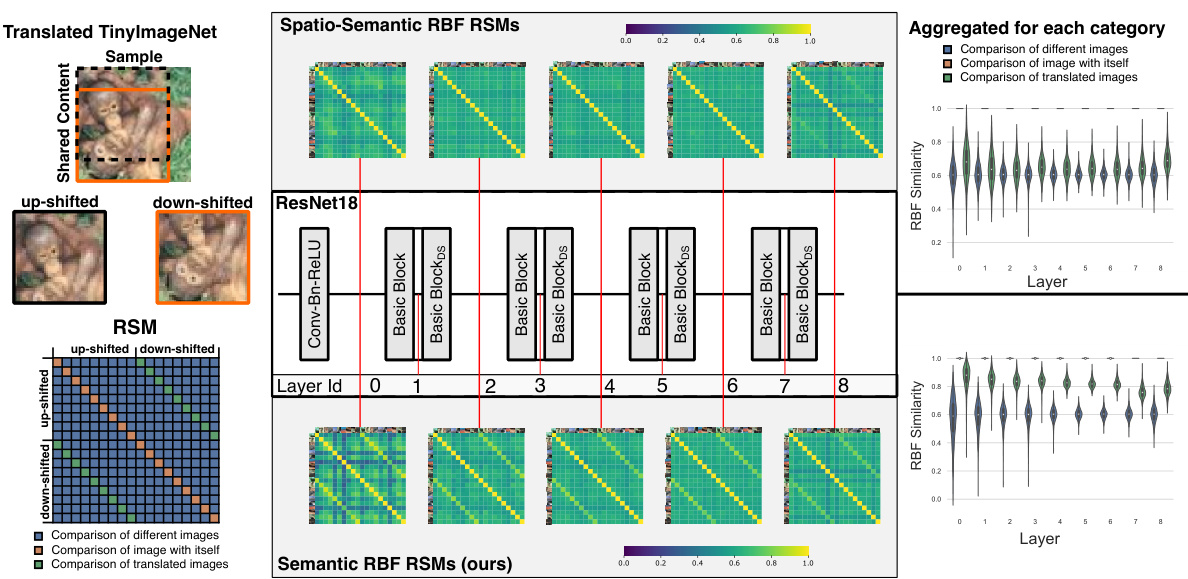 Translated TinyImageNet
Sample
Shared Content
up-shifted
down-shifted
RSM
up-shifted down-shifted
up-shifted
down-shifted
Comparison of different images
Comparison of image with itself
Comparison of translated images
Spatio-Semantic RBF RSMs
0.0 0.2 0.4 0.6 0.8 1.0
ResNet18
Conv-Bn-ReLU
Basic Block
Basic BlockDS
Basic Block
Basic BlockDS
Basic Block
Basic BlockDS
Basic Block
Basic BlockDS
Layer Id 0 1 2 3 4 5 6 7 8
Semantic RBF RSMs (ours)
0.0 0.2 0.4 0.6 0.8 1.0
Aggregated for each category
Comparison of different images
Comparison of image with itself
Comparison of translated images
RBF Similarity
1.0
0.8
0.6
0.4
0.2
0 1 2 3 4 5 6 7 8
Layer
RBF Similarity
1.0
0.8
0.6
0.4
0.2
0.0
0 1 2 3 4 5 6 7 8
Layer